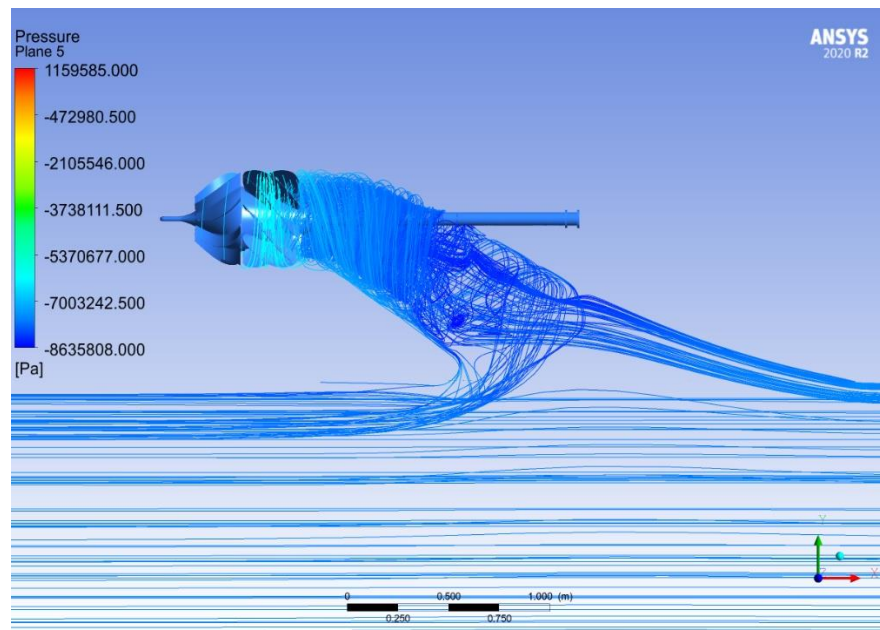 Pressure
Plane 5
1159585.000
-472980.500
-2105546.000
-3738111.500
-5370677.000
-7003242.500
-8635808.000
[Pa]
ANSYS
2020 R2
Y
X
Z
0 0.500 1.000 (m)
0.250 0.750